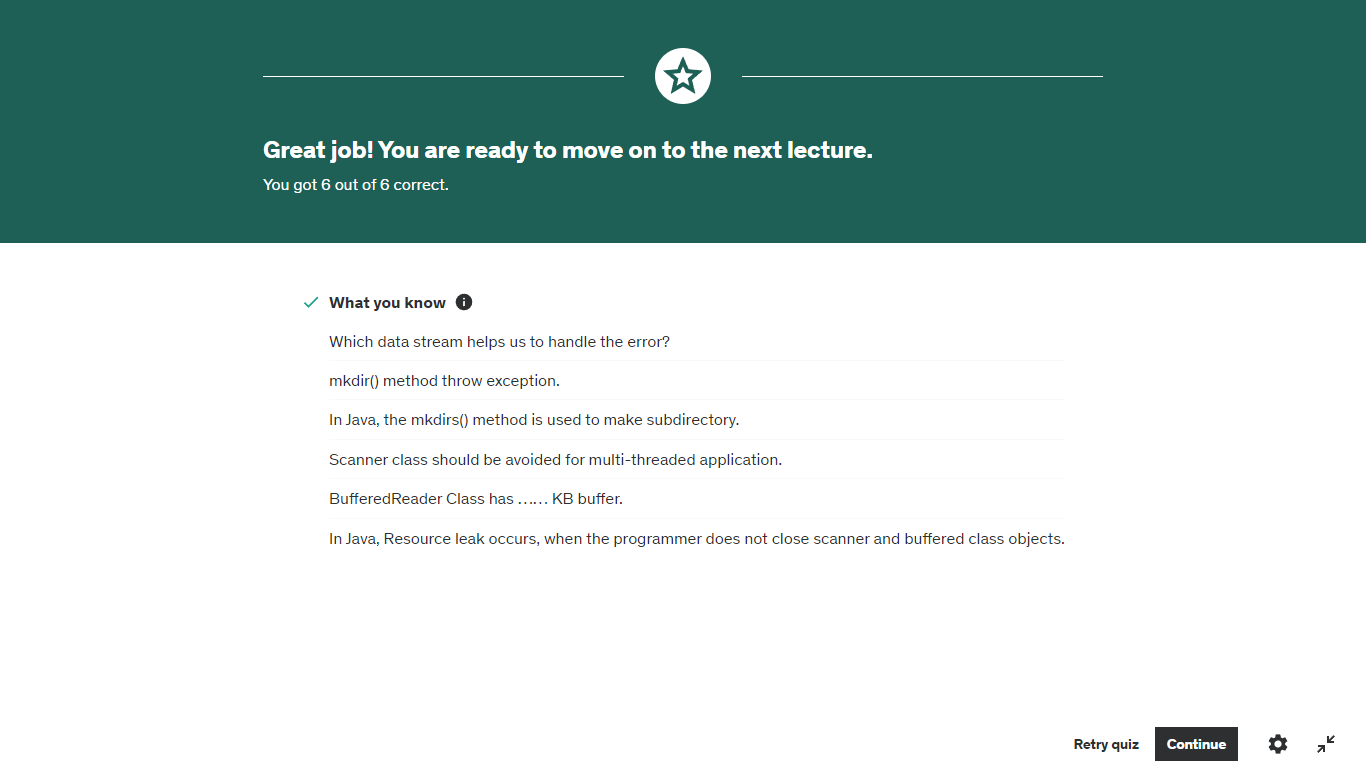 Great job! You are ready to move on to the next lecture.
You got 6 out of 6 correct.
What you know
Which data stream helps us to handle the error?
mkdir() method throw exception.
In Java, the mkdirs() method is used to make subdirectory.
Scanner class should be avoided for multi-threaded application.
BufferedReader Class has …… KB buffer.
In Java, Resource leak occurs, when the programmer does not close scanner and buffered class objects.
Retry quiz
Continue